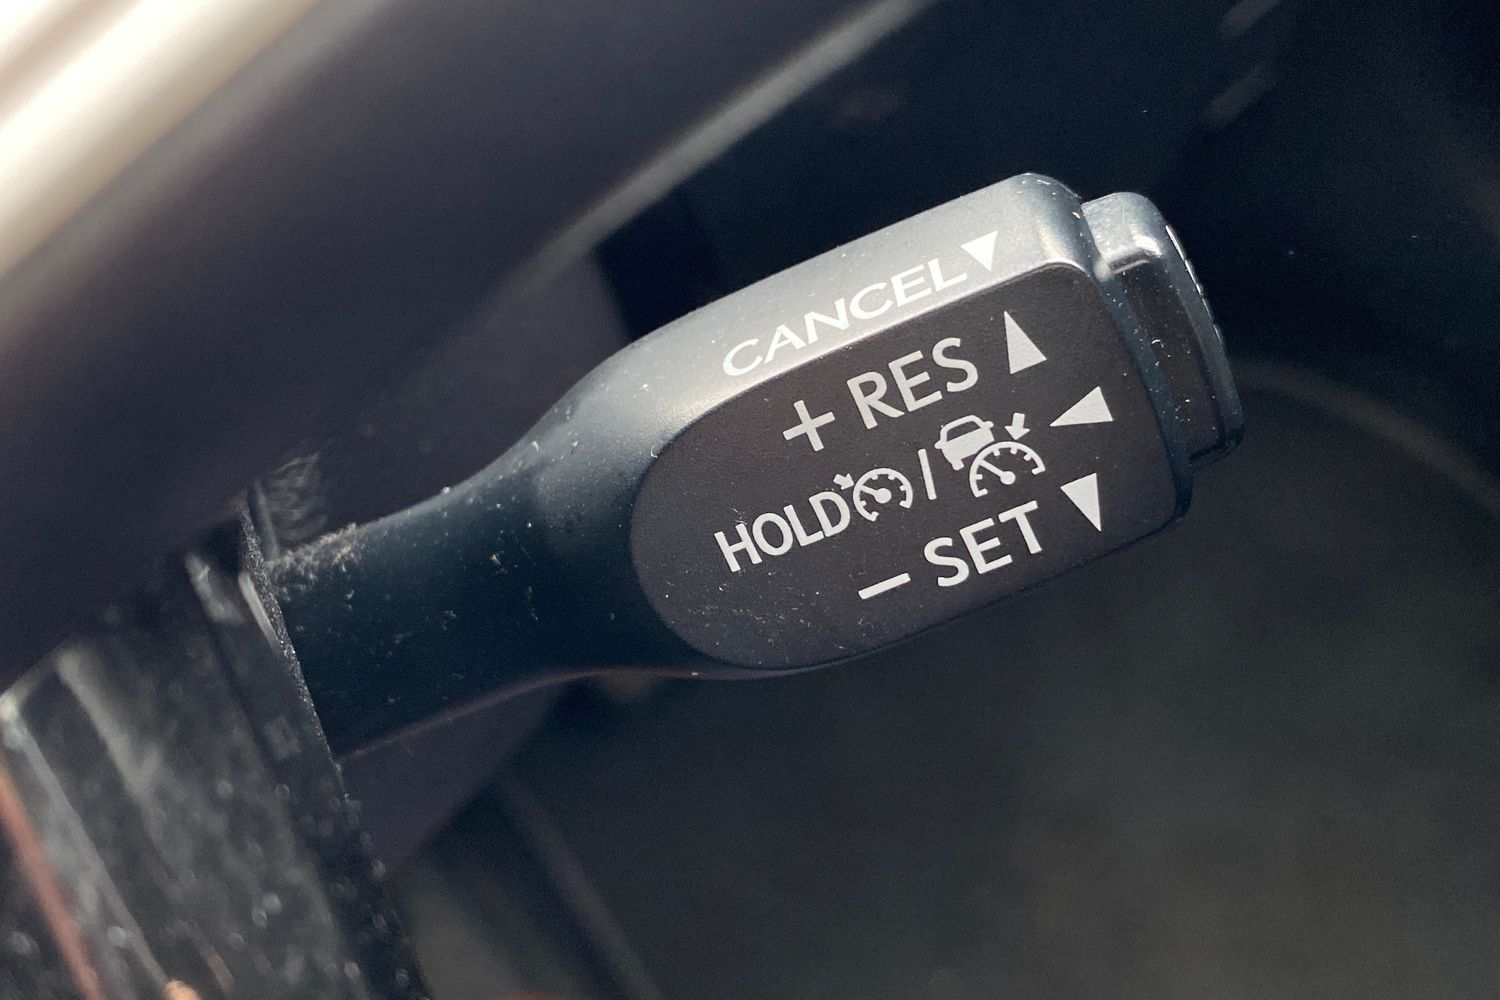 CANCEL
+ RES
HOLD /
− SET